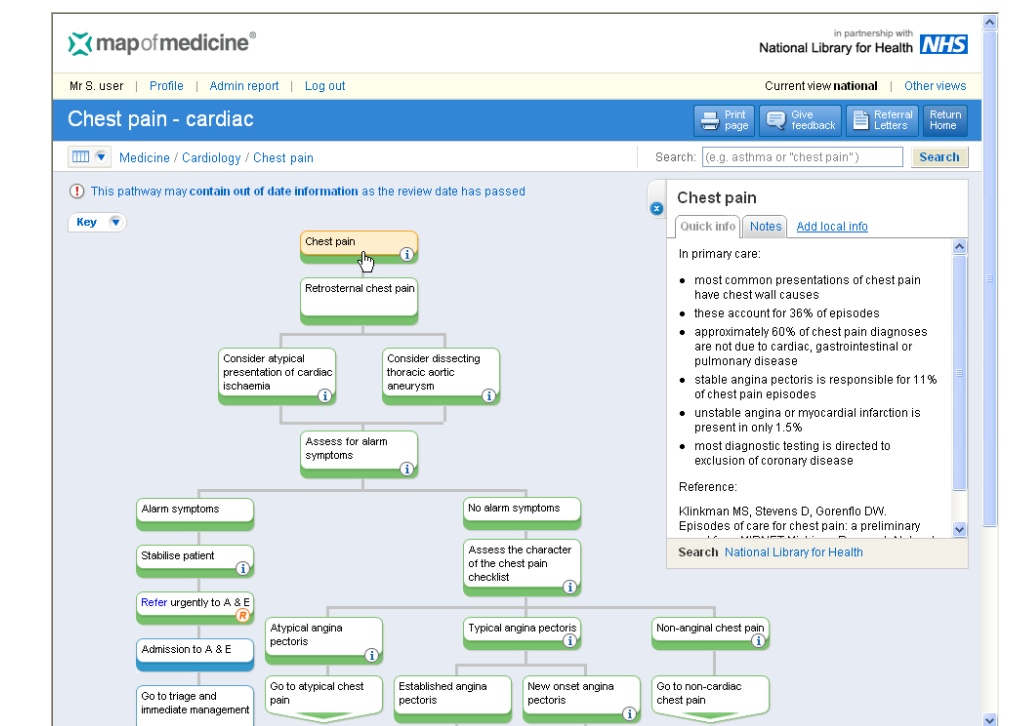 mapofmedicine®
in partnership with
National Library for Health NHS
Mr S. user | Profile | Admin report | Log out
Current view national | Other views
Chest pain - cardiac
Print page
Give feedback
Referral Letters
Return Home
Medicine / Cardiology / Chest pain
Search: (e.g. asthma or "chest pain") Search
! This pathway may contain out of date information as the review date has passed
Key
Chest pain
i
Retrosternal chest pain
Consider atypical
presentation of cardiac
ischaemia
i
Consider dissecting
thoracic aortic
aneurysm
i
Assess for alarm
symptoms
i
Alarm symptoms
No alarm symptoms
Stabilise patient
i
Assess the character
of the chest pain
checklist
i
Refer urgently to A & E
R
Atypical angina
pectoris
i
Typical angina pectoris
i
Non-anginal chest pain
i
Admission to A & E
Go to triage and
immediate management
Go to atypical chest
pain
Established angina
pectoris
New onset angina
pectoris
i
Go to non-cardiac
chest pain
x
Chest pain
Quick info Notes Add local info
In primary care:
• most common presentations of chest pain
have chest wall causes
• these account for 36% of episodes
• approximately 60% of chest pain diagnoses
are not due to cardiac, gastrointestinal or
pulmonary disease
• stable angina pectoris is responsible for 11%
of chest pain episodes
• unstable angina or myocardial infarction is
present in only 1.5%
• most diagnostic testing is directed to
exclusion of coronary disease
Reference:
Klinkman MS, Stevens D, Gorenflo DW.
Episodes of care for chest pain: a preliminary
Search National Library for Health